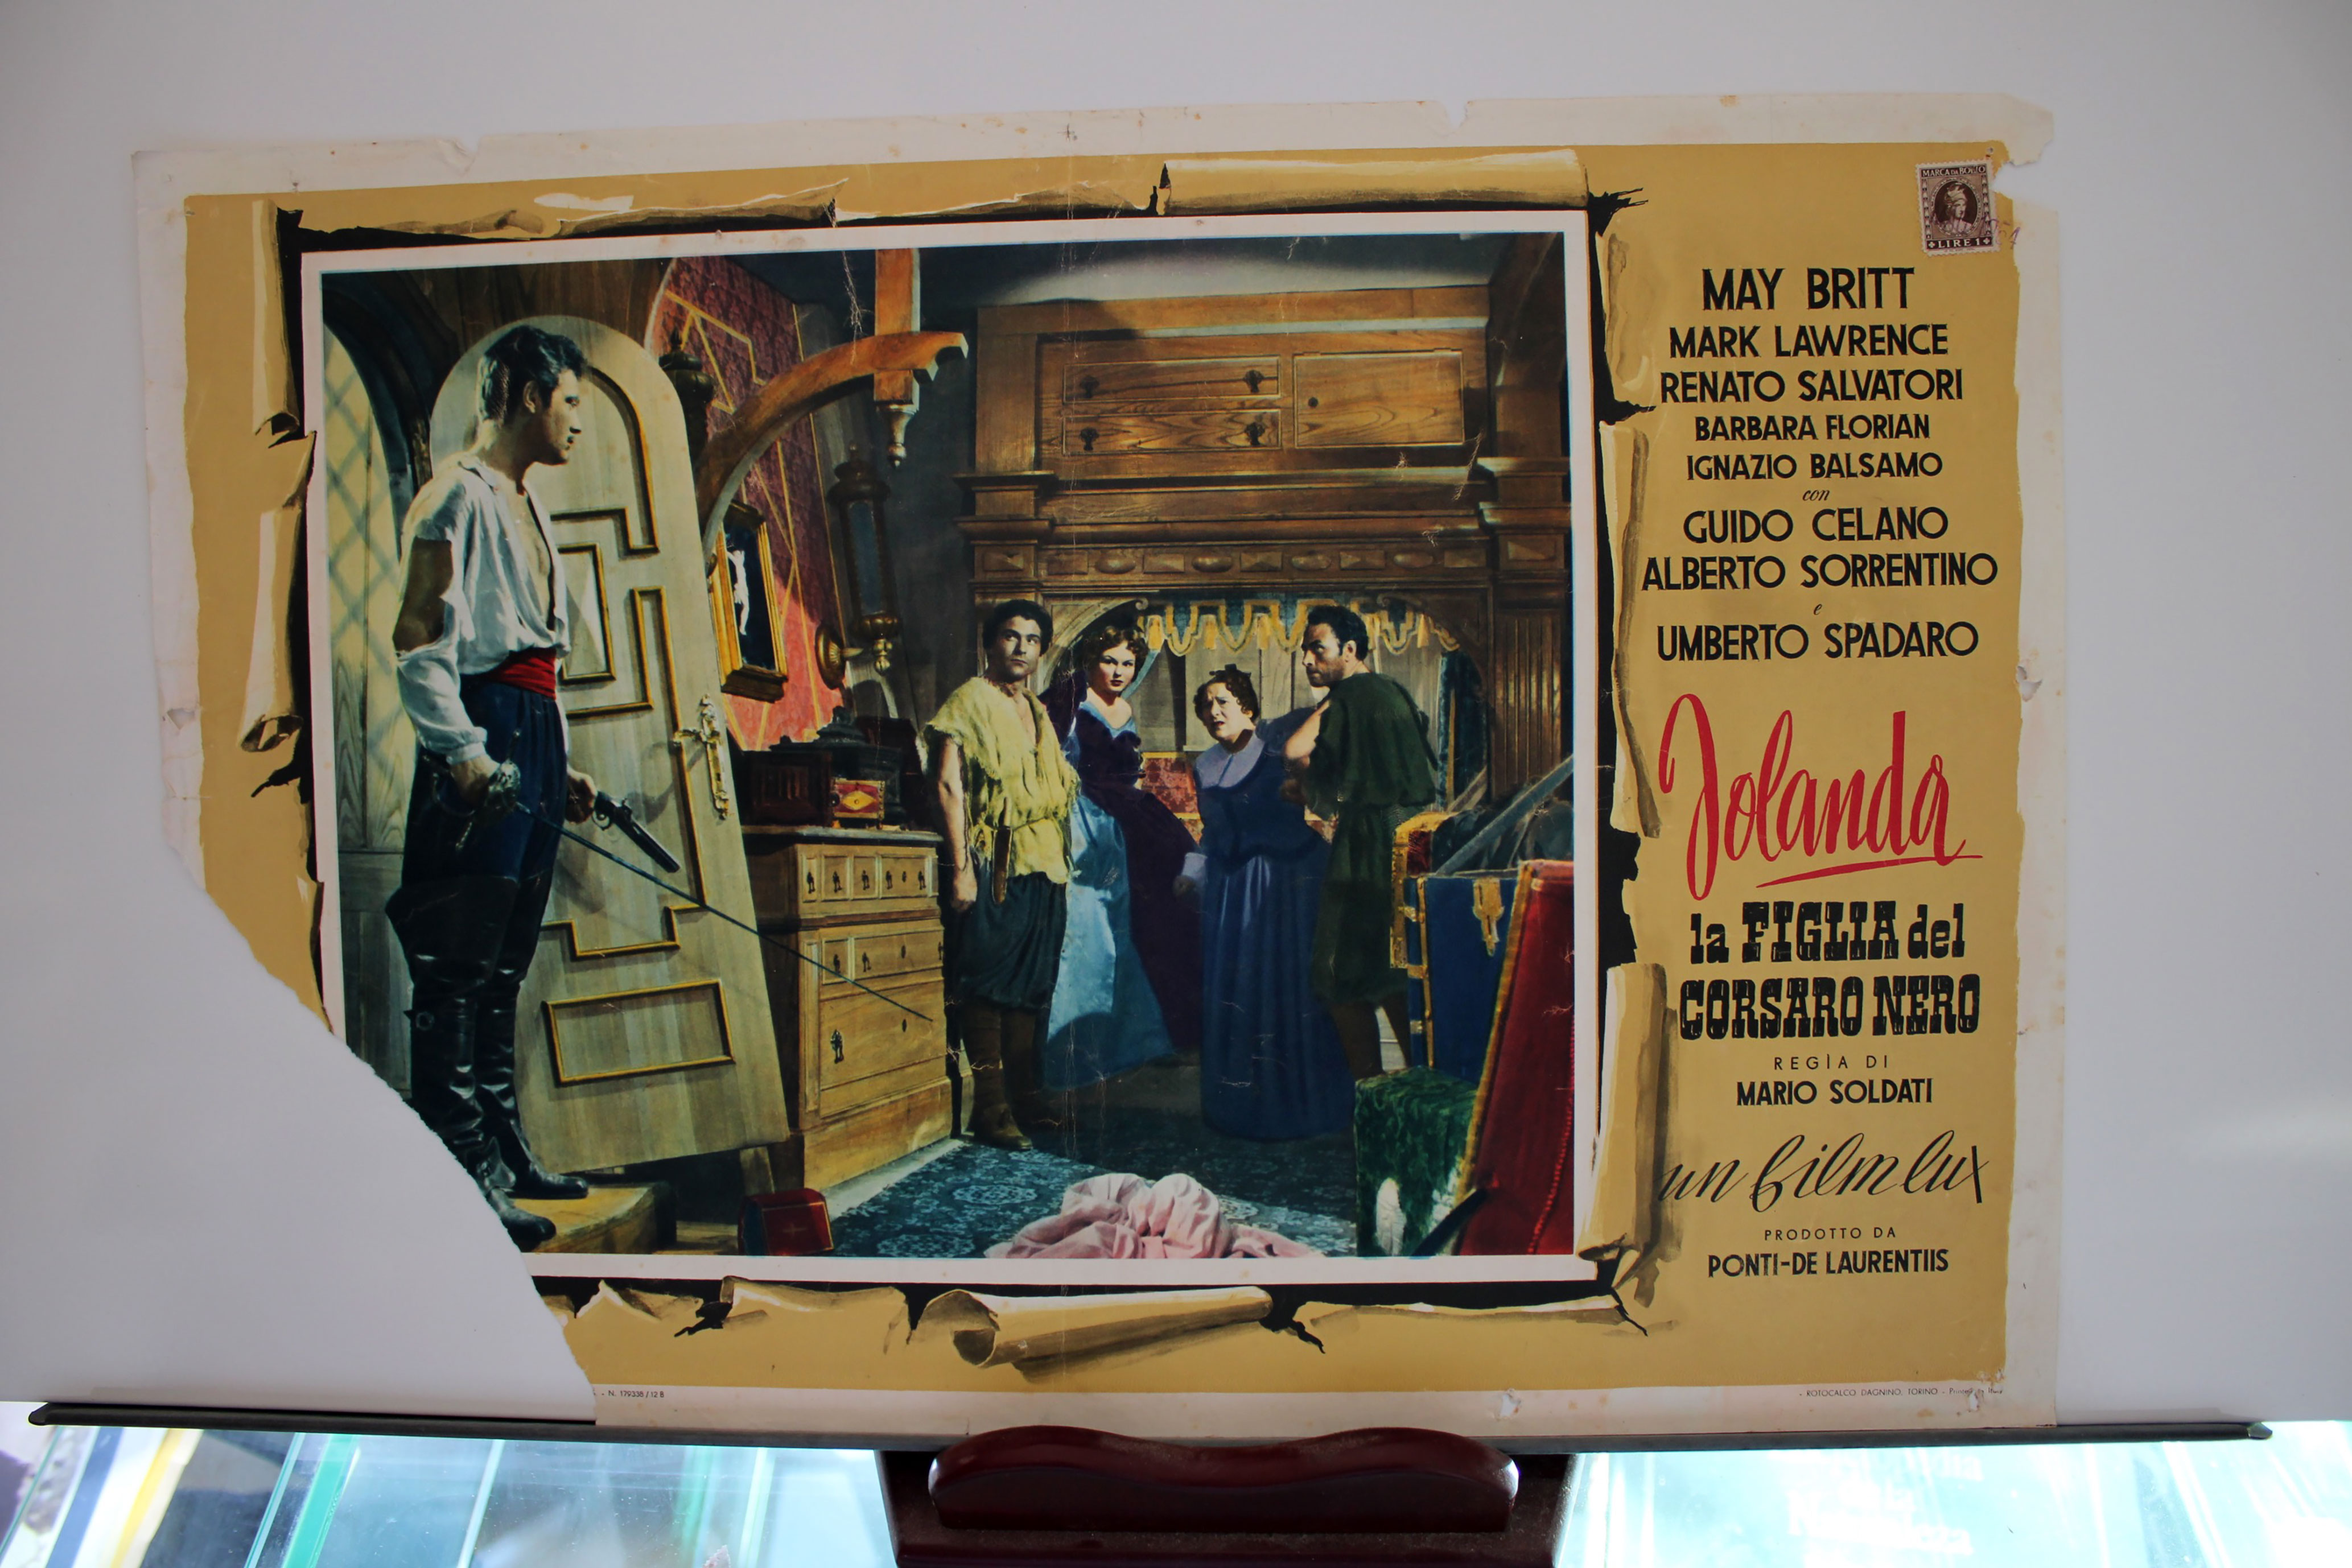 MARCA DA BOLLO
LIRE 1
MAY BRITT
MARK LAWRENCE
RENATO SALVATORI
BARBARA FLORIAN
IGNAZIO BALSAMO
con
GUIDO CELANO
ALBERTO SORRENTINO
e
UMBERTO SPADARO
Jolanda
la FIGLIA del
CORSARO NERO
REGÌA DI
MARIO SOLDATI
un film lux
PRODOTTO DA
PONTI-DE LAURENTIIS
- N. 179338/12 B
- ROTOCALCO DAGNINO, TORINO -